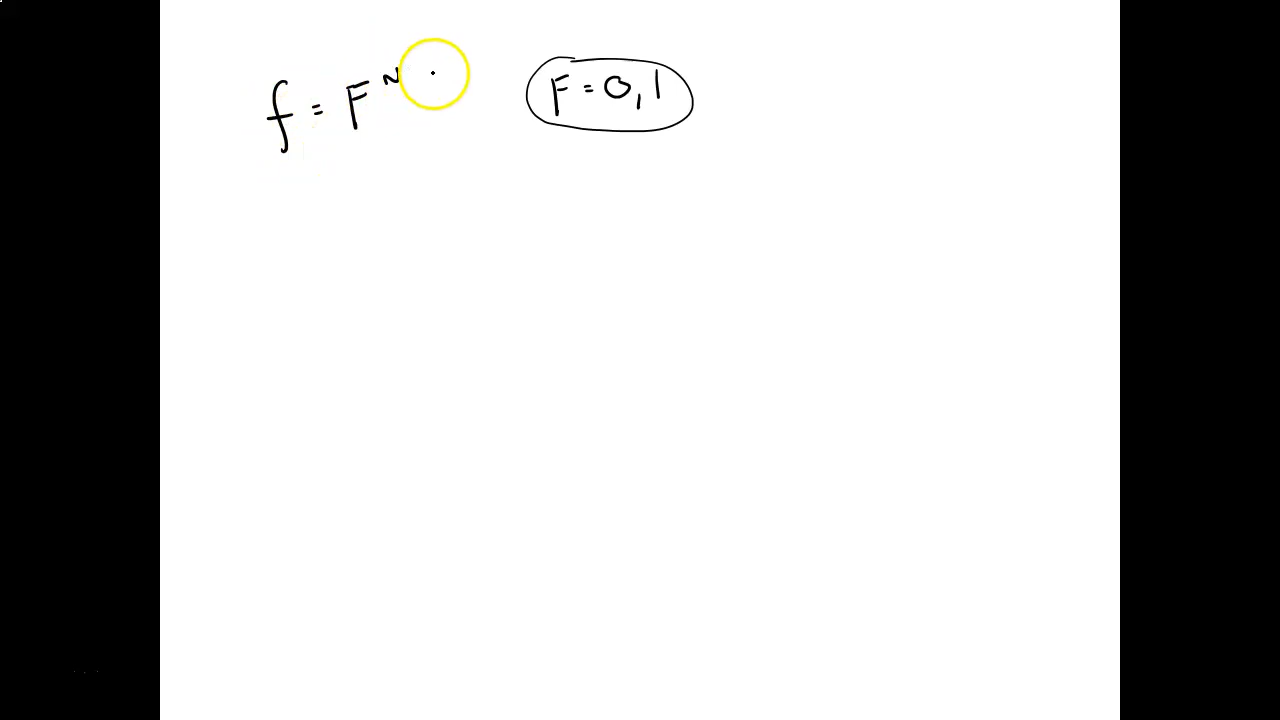 f = F^N
F = 0, 1